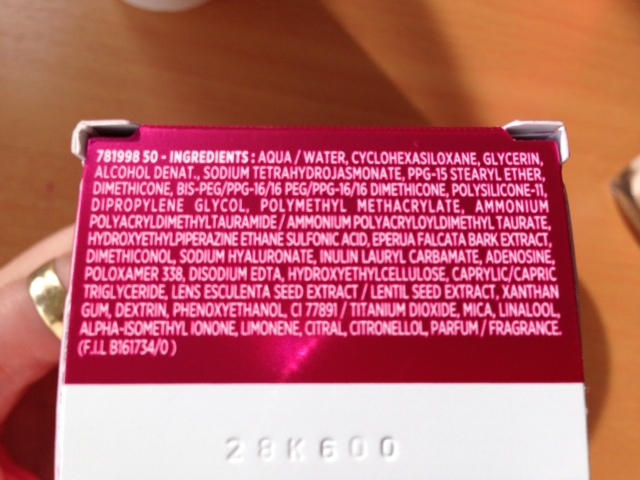 781998 50 - INGREDIENTS : AQUA / WATER, CYCLOHEXASILOXANE, GLYCERIN,
ALCOHOL DENAT., SODIUM TETRAHYDROJASMONATE, PPG-15 STEARYL ETHER,
DIMETHICONE, BIS-PEG/PPG-16/16 PEG/PPG-16/16 DIMETHICONE, POLYSILICONE-11,
DIPROPYLENE GLYCOL, POLYMETHYL METHACRYLATE, AMMONIUM
POLYACRYLDIMETHYLTAURAMIDE / AMMONIUM POLYACRYLOYLDIMETHYL TAURATE,
HYDROXYETHYLPIPERAZINE ETHANE SULFONIC ACID, EPERUA FALCATA BARK EXTRACT,
DIMETHICONOL, SODIUM HYALURONATE, INULIN LAURYL CARBAMATE, ADENOSINE,
POLOXAMER 338, DISODIUM EDTA, HYDROXYETHYLCELLULOSE, CAPRYLIC/CAPRIC
TRIGLYCERIDE, LENS ESCULENTA SEED EXTRACT / LENTIL SEED EXTRACT, XANTHAN
GUM, DEXTRIN, PHENOXYETHANOL, CI 77891 / TITANIUM DIOXIDE, MICA, LINALOOL,
ALPHA-ISOMETHYL IONONE, LIMONENE, CITRAL, CITRONELLOL, PARFUM / FRAGRANCE.
(F.I.L B161734/0 )
28K600